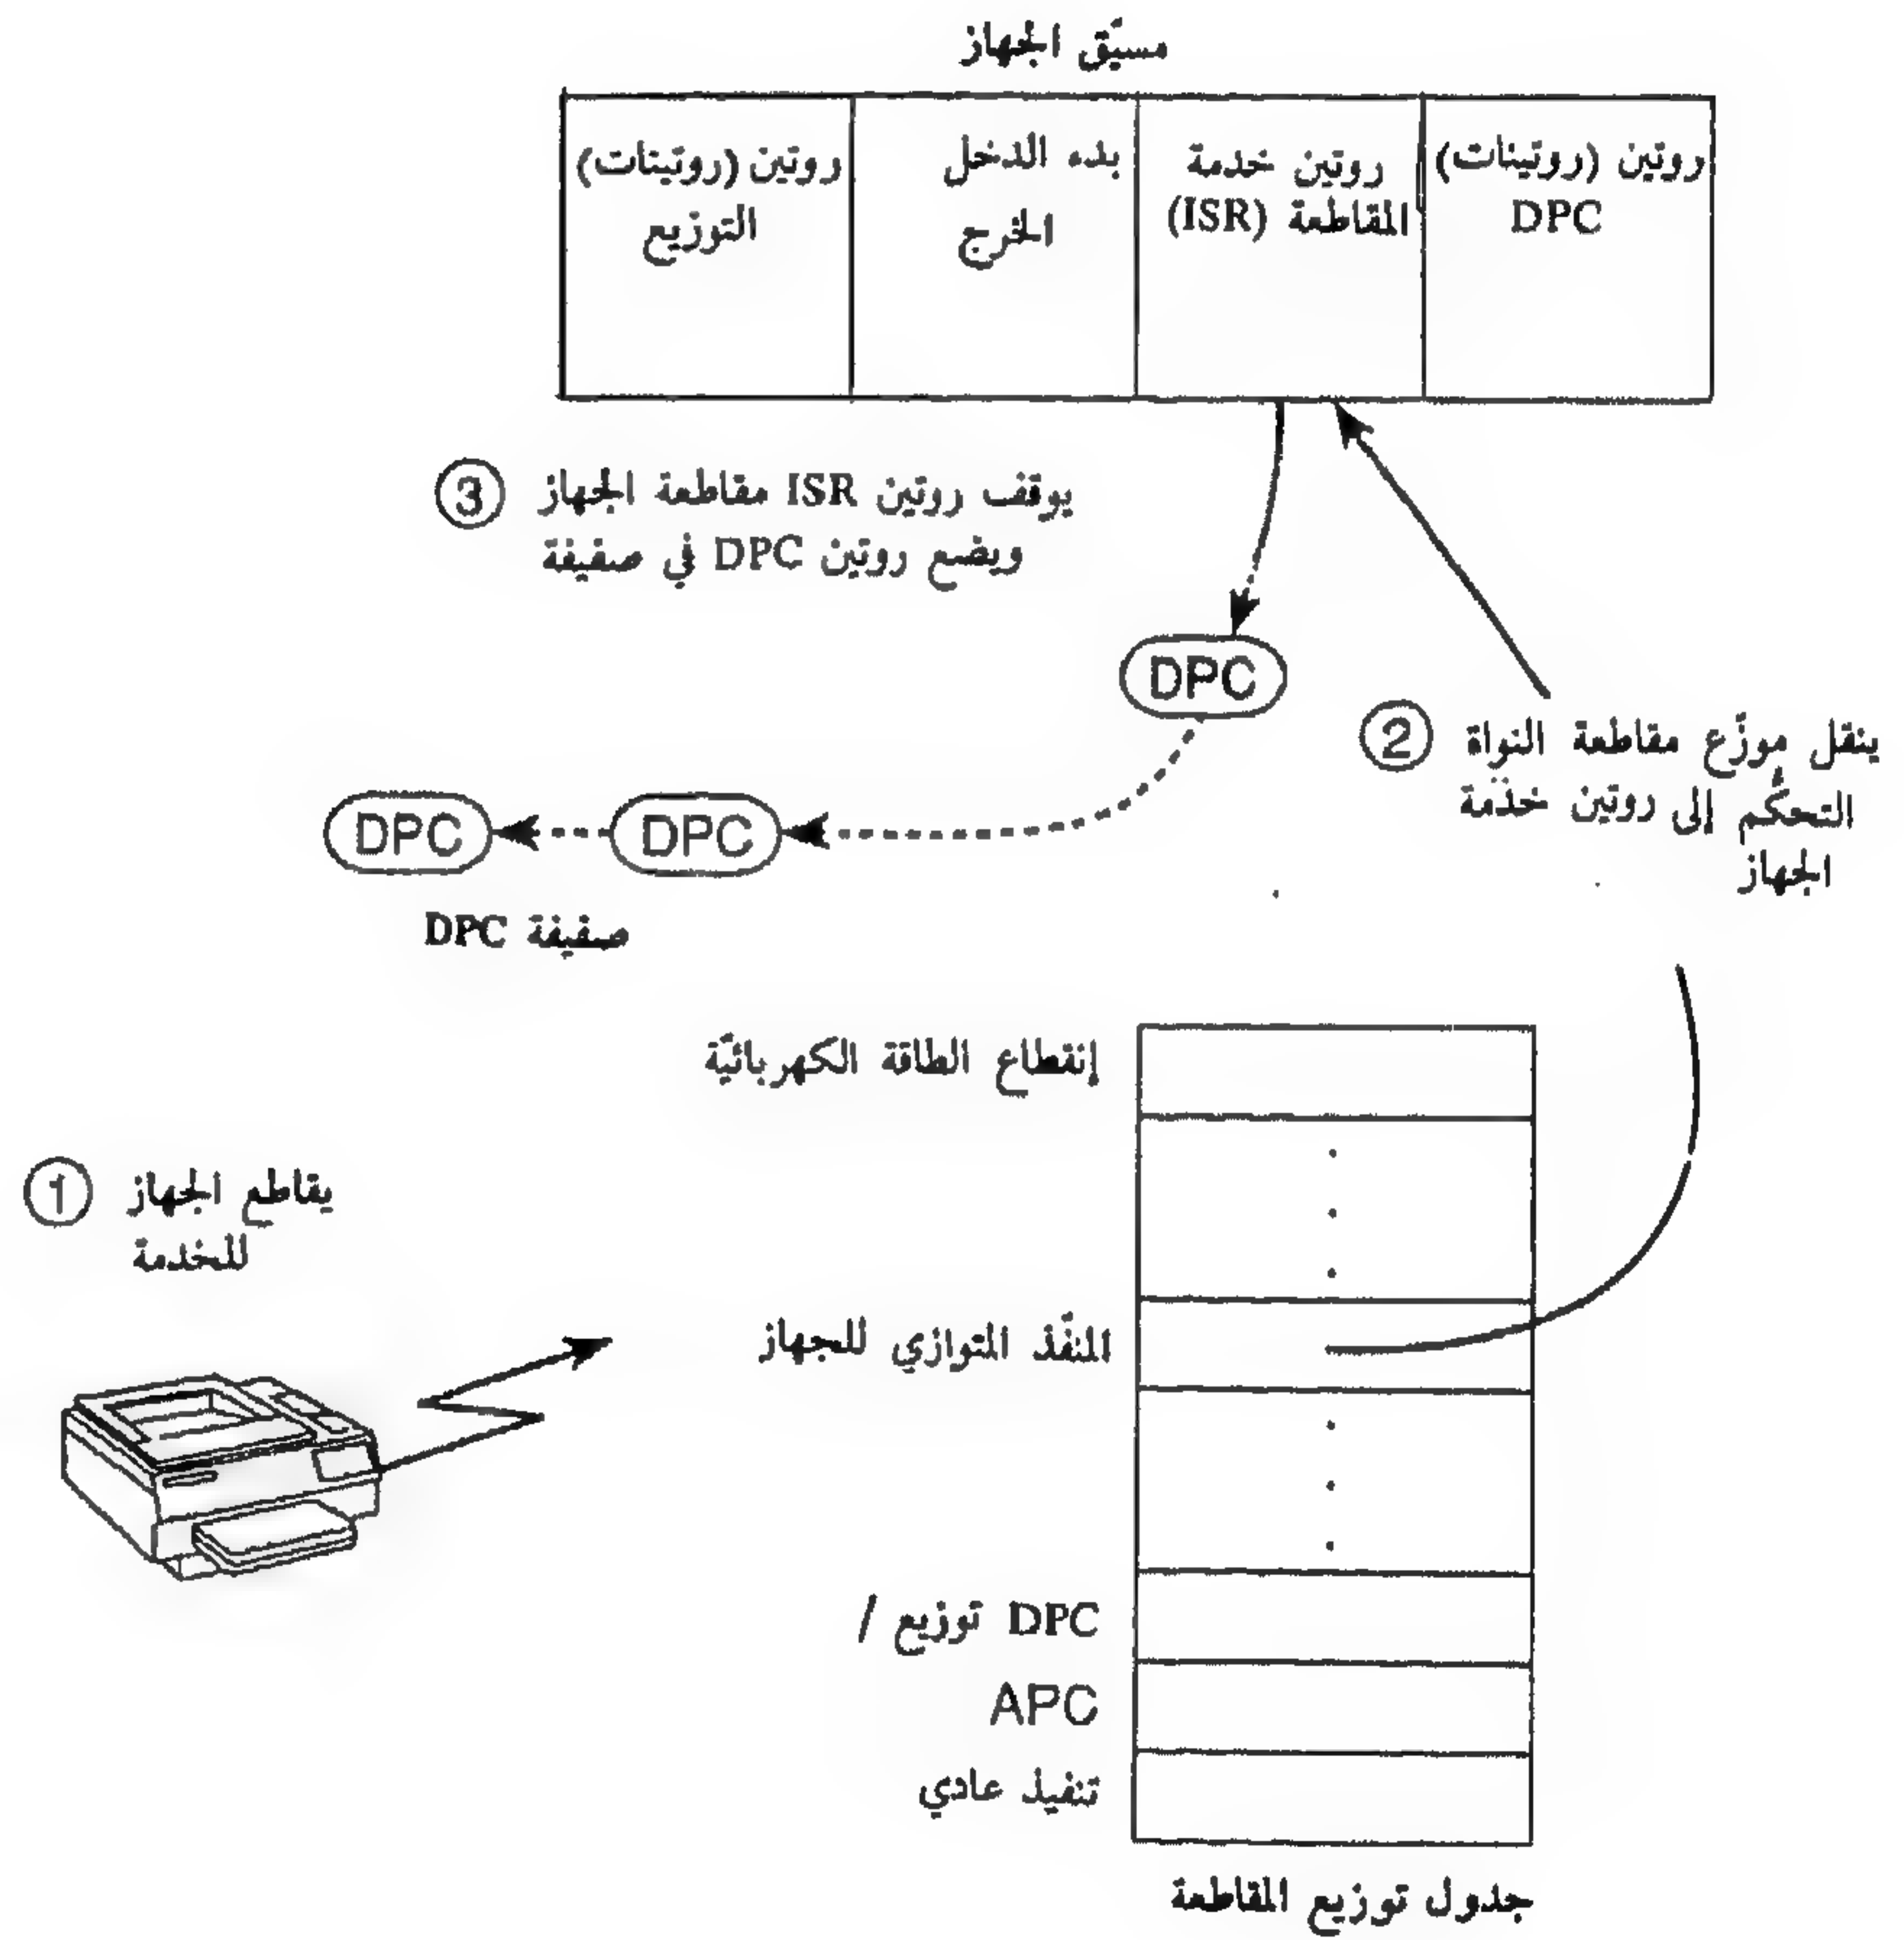 مسيّق الجهاز
روتين (روتينات)
DPC
روتين خدمة
المقاطعة (ISR)
بدء الدخل
الخرج
روتين (روتينات)
التوزيع
③ يوقف روتين ISR مقاطعة الجهاز
ويضع روتين DPC في صفيفة
DPC
② ينقل موزّع مقاطعة النواة
التحكّم إلى روتين خدمة
الجهاز
DPC
DPC
صفيفة DPC
إنقطاع الطاقة الكهربائيّة
① يقاطع الجهاز
للخدمة
المنفّذ المتوازي للجهاز
DPC توزيع /
APC
تنفيذ عادي
جدول توزيع المقاطعة